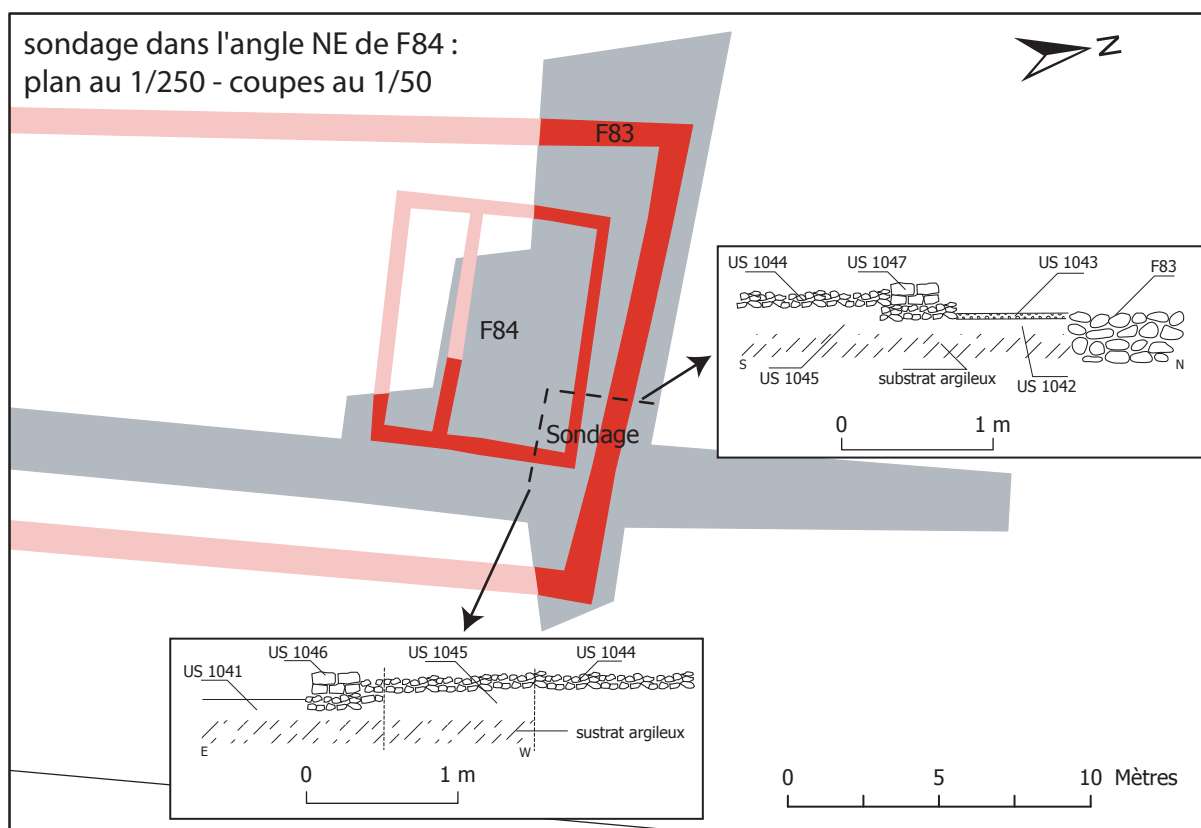 sondage dans l'angle NE de F84 :
plan au 1/250 - coupes au 1/50
N
F83
F84
Sondage
US 1044
US 1047
US 1043
F83
S
N
US 1045
substrat argileux
US 1042
0
1 m
US 1046
US 1045
US 1044
US 1041
sustrat argileux
E
W
0
1 m
0
5
10
Mètres